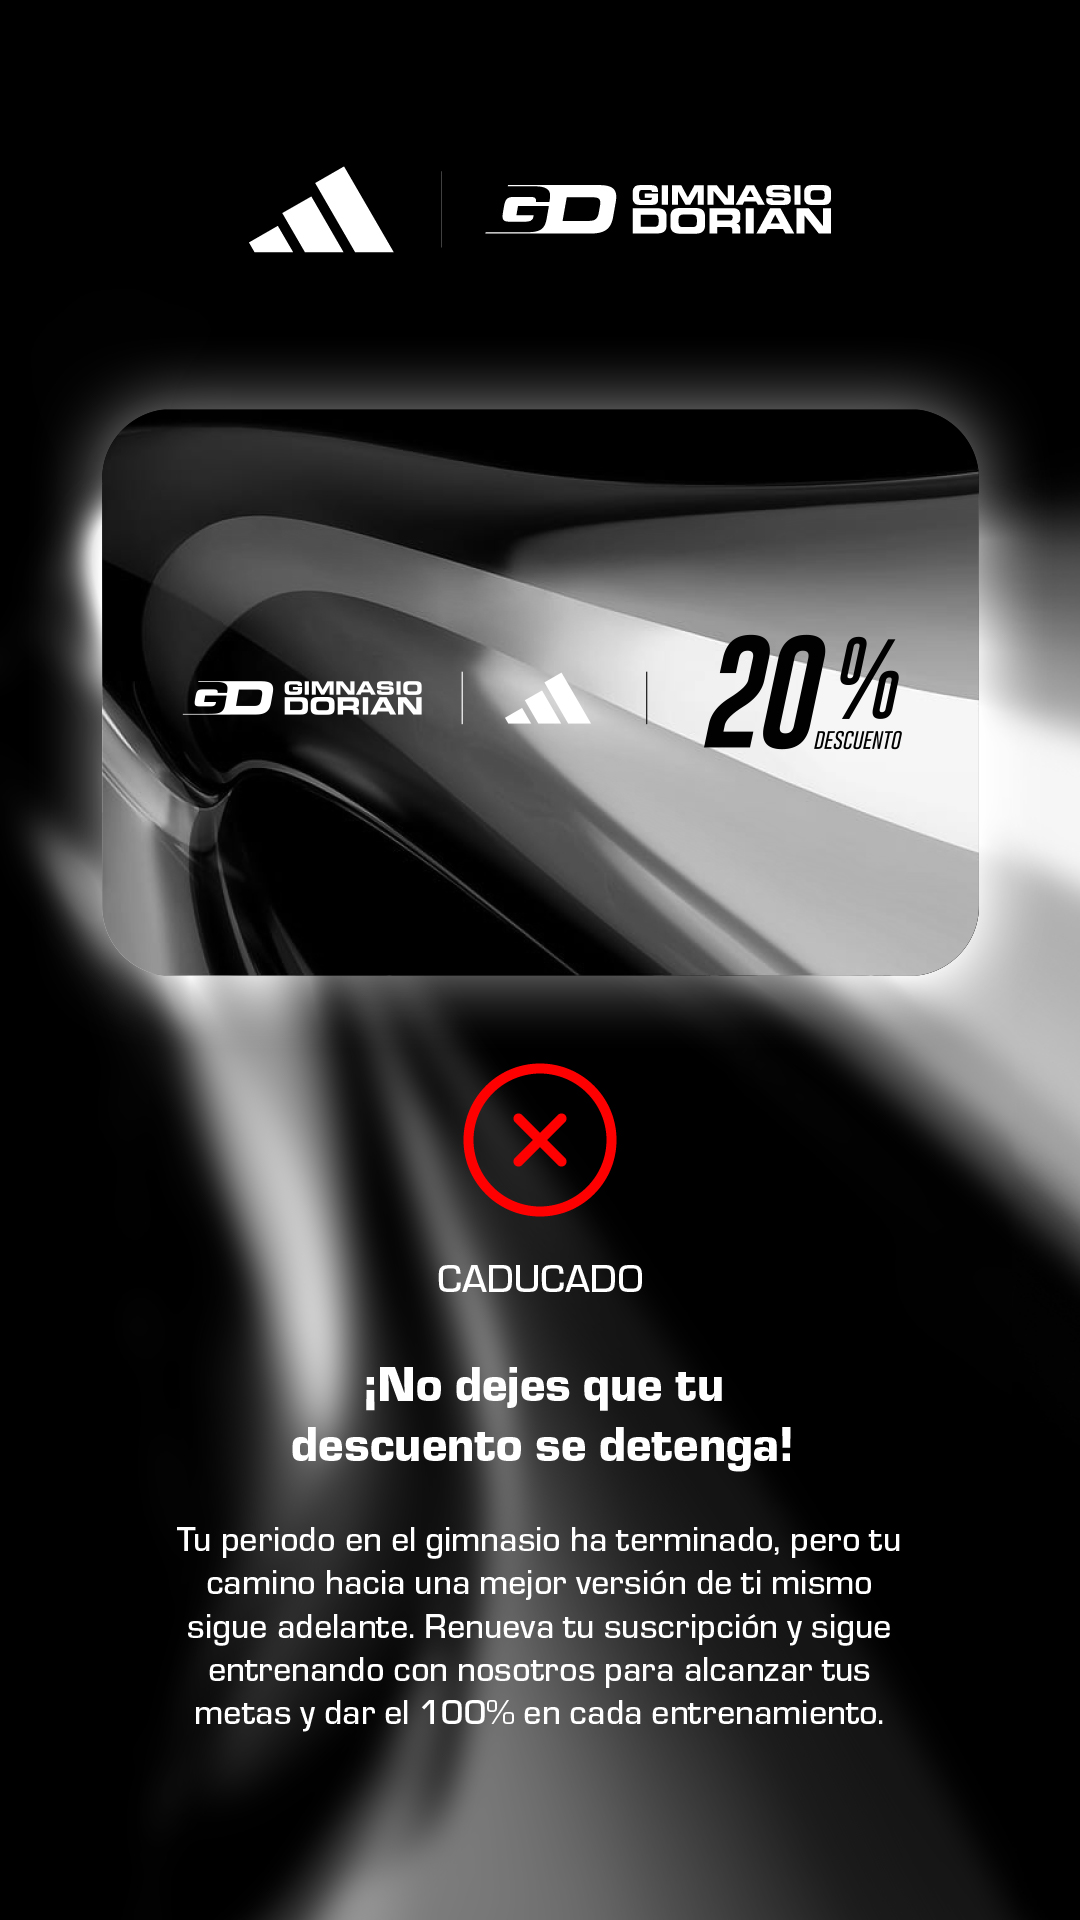 GD GIMNASIO
DORIAN
GD GIMNASIO
DORIAN
20%
DESCUENTO
CADUCADO
¡No dejes que tu
descuento se detenga!
Tu periodo en el gimnasio ha terminado, pero tu
camino hacia una mejor versión de ti mismo
sigue adelante. Renueva tu suscripción y sigue
entrenando con nosotros para alcanzar tus
metas y dar el 100% en cada entrenamiento.